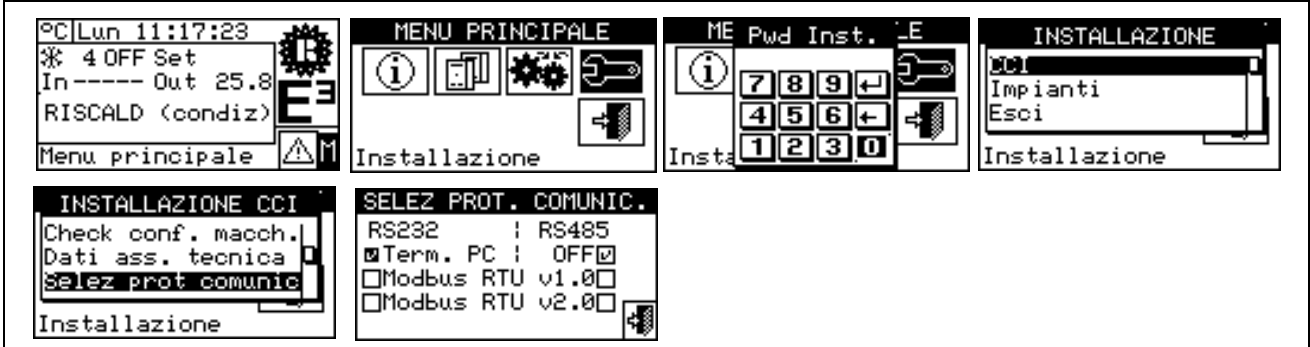 °C Lun 11:17:23
4 OFF Set
In ----- Out 25.8
RISCALD (condiz)
E3
Menu principale M
MENU PRINCIPALE
i
Installazione
ME Pwd Inst. LE
i
7 8 9 ↵
4 5 6 ←
1 2 3 0
Insta
INSTALLAZIONE
CCI
Impianti
Esci
Installazione
INSTALLAZIONE CCI
Check conf. macch.
Dati ass. tecnica
Selez prot comunic
Installazione
SELEZ PROT. COMUNIC.
RS232 ¦ RS485
Term. PC ¦ OFF
Modbus RTU v1.0
Modbus RTU v2.0